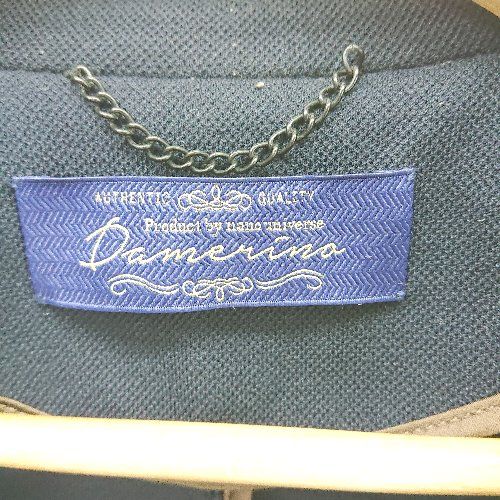 AUTHENTIC QUALITY
Product by nano universe
Damerino